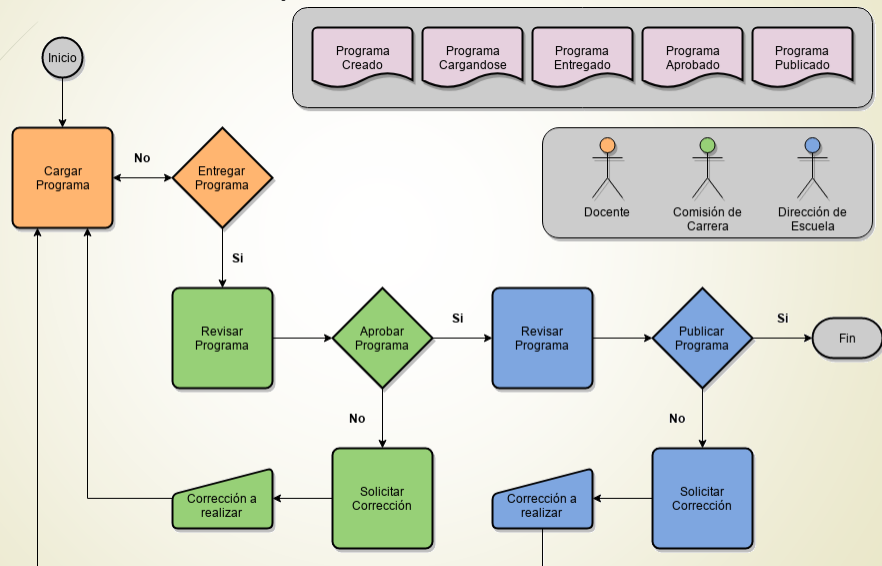 Inicio
Programa
Creado
Programa
Cargandose
Programa
Entregado
Programa
Aprobado
Programa
Publicado
Cargar
Programa
No
Entregar
Programa
Docente
Comisión de
Carrera
Dirección de
Escuela
Si
Revisar
Programa
Aprobar
Programa
Si
Revisar
Programa
Publicar
Programa
Si
Fin
No
No
Corrección a
realizar
Solicitar
Corrección
Corrección a
realizar
Solicitar
Corrección